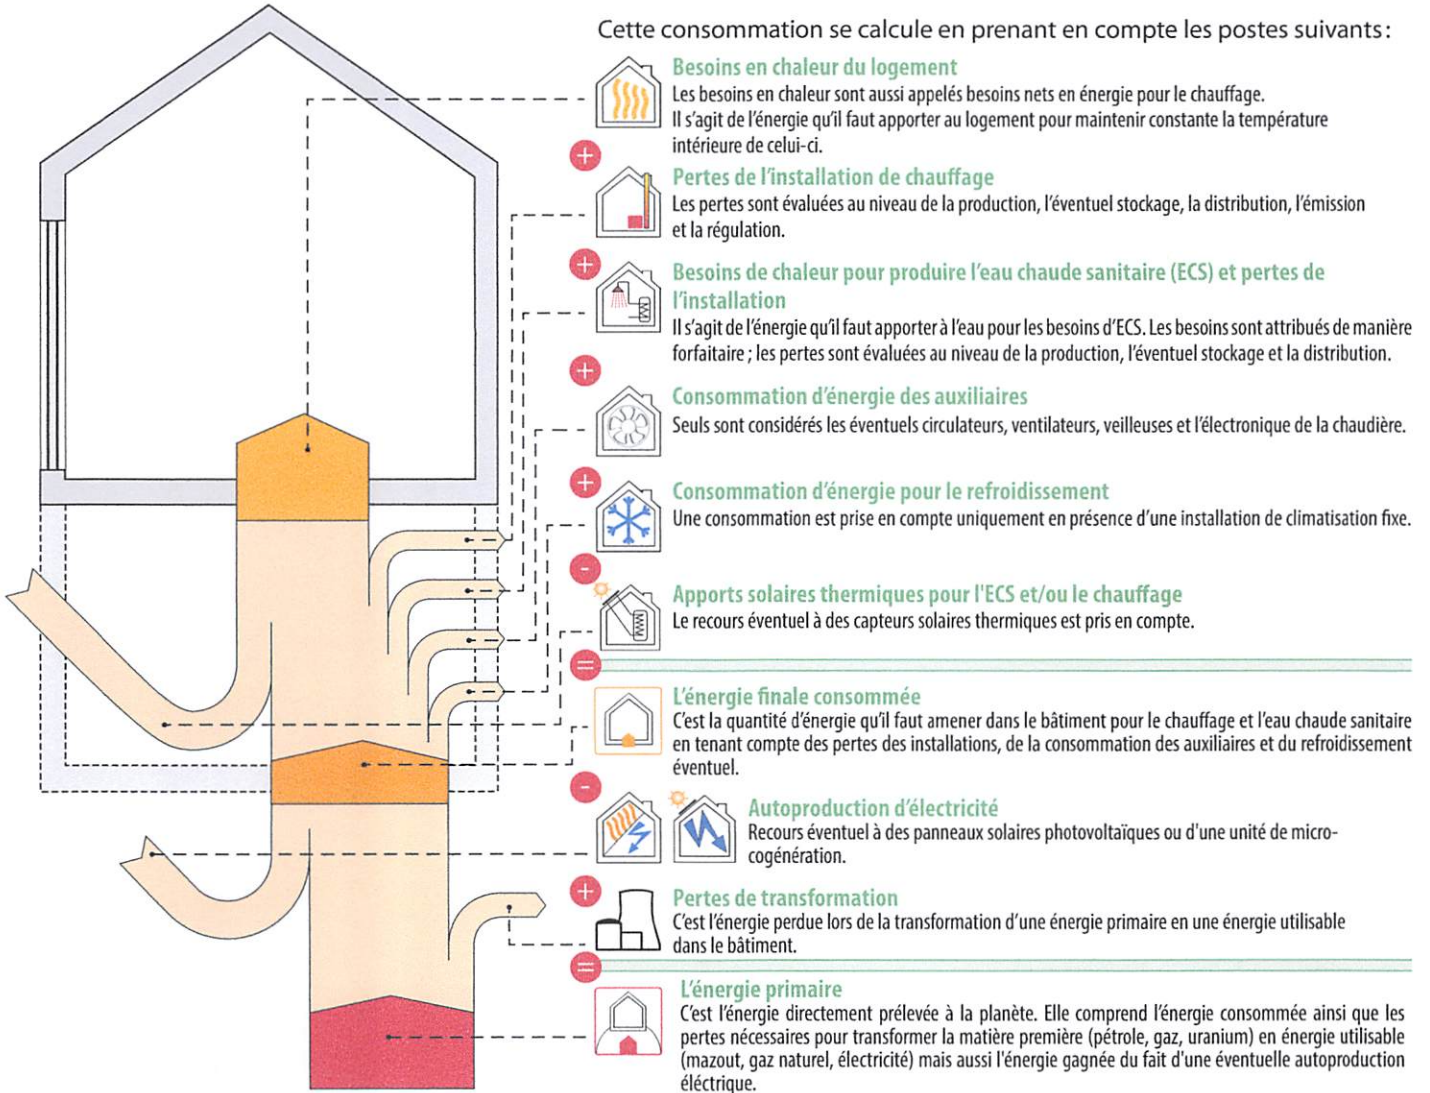 Cette consommation se calcule en prenant en compte les postes suivants :
Besoins en chaleur du logement
Les besoins en chaleur sont aussi appelés besoins nets en énergie pour le chauffage.
Il s'agit de l'énergie qu'il faut apporter au logement pour maintenir constante la température
intérieure de celui-ci.
+
Pertes de l'installation de chauffage
Les pertes sont évaluées au niveau de la production, l'éventuel stockage, la distribution, l'émission
et la régulation.
+
Besoins de chaleur pour produire l'eau chaude sanitaire (ECS) et pertes de
l'installation
Il s'agit de l'énergie qu'il faut apporter à l'eau pour les besoins d'ECS. Les besoins sont attribués de manière
forfaitaire ; les pertes sont évaluées au niveau de la production, l'éventuel stockage et la distribution.
+
Consommation d'énergie des auxiliaires
Seuls sont considérés les éventuels circulateurs, ventilateurs, veilleuses et l'électronique de la chaudière.
+
Consommation d'énergie pour le refroidissement
Une consommation est prise en compte uniquement en présence d'une installation de climatisation fixe.
-
Apports solaires thermiques pour l'ECS et/ou le chauffage
Le recours éventuel à des capteurs solaires thermiques est pris en compte.
=
L'énergie finale consommée
C'est la quantité d'énergie qu'il faut amener dans le bâtiment pour le chauffage et l'eau chaude sanitaire
en tenant compte des pertes des installations, de la consommation des auxiliaires et du refroidissement
éventuel.
-
Autoproduction d'électricité
Recours éventuel à des panneaux solaires photovoltaïques ou d'une unité de micro-
cogénération.
+
Pertes de transformation
C'est l'énergie perdue lors de la transformation d'une énergie primaire en une énergie utilisable
dans le bâtiment.
=
L'énergie primaire
C'est l'énergie directement prélevée à la planète. Elle comprend l'énergie consommée ainsi que les
pertes nécessaires pour transformer la matière première (pétrole, gaz, uranium) en énergie utilisable
(mazout, gaz naturel, électricité) mais aussi l'énergie gagnée du fait d'une éventuelle autoproduction
éléctrique.